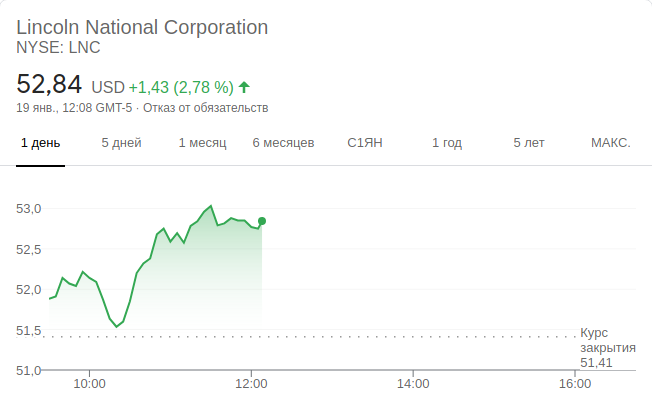 Lincoln National Corporation
NYSE: LNC
52,84 USD +1,43 (2,78 %)
19 янв., 12:08 GMT-5 · Отказ от обязательств
1 день 5 дней 1 месяц 6 месяцев С1ЯН 1 год 5 лет МАКС.
53,0
52,5
52,0
51,5
Курс
закрытия
51,41
51,0
10:00 12:00 14:00 16:00